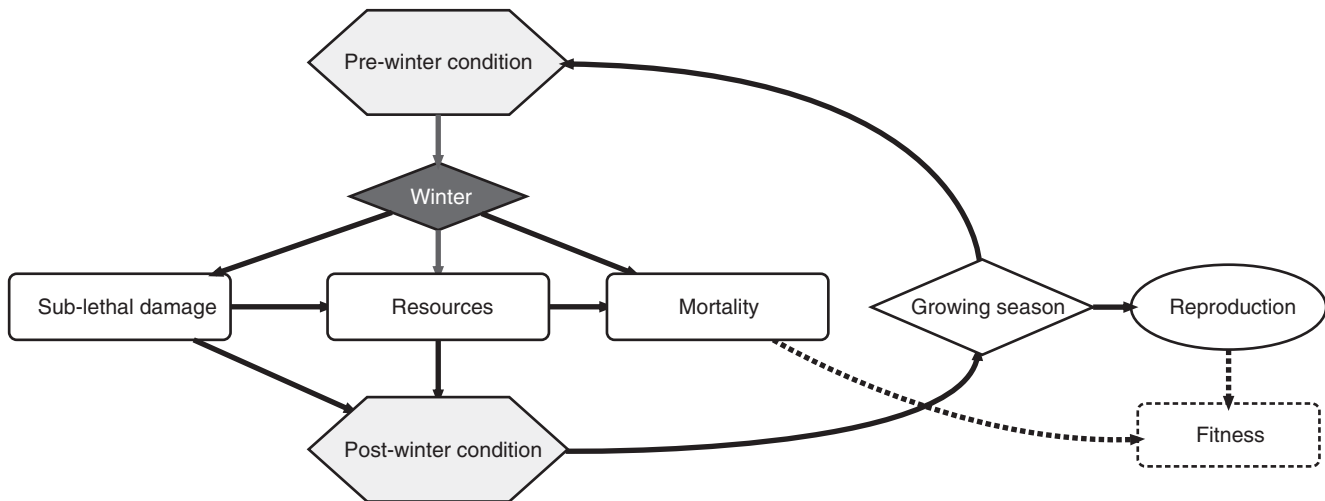 Pre-winter condition
Winter
Sub-lethal damage
Resources
Mortality
Growing season
Reproduction
Post-winter condition
Fitness